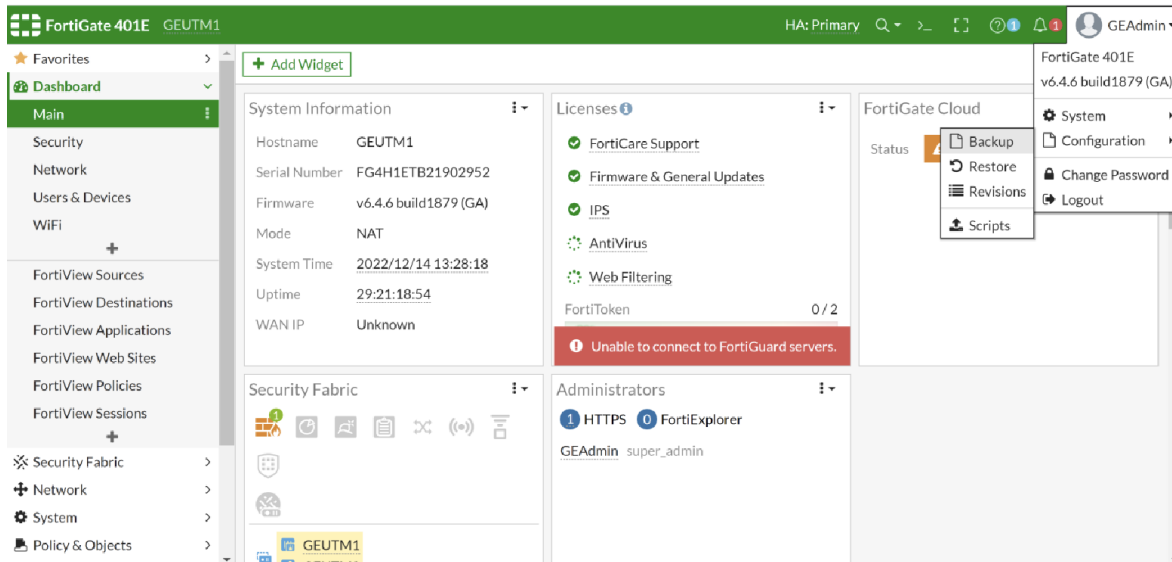 FortiGate 401E GEUTM1
HA: Primary
1
1
GEAdmin
Favorites
Dashboard
Main
Security
Network
Users & Devices
WiFi
FortiView Sources
FortiView Destinations
FortiView Applications
FortiView Web Sites
FortiView Policies
FortiView Sessions
Security Fabric
Network
System
Policy & Objects
Add Widget
System Information
Hostname GEUTM1
Serial Number FG4H1ETB21902952
Firmware v6.4.6 build1879 (GA)
Mode NAT
System Time 2022/12/14 13:28:18
Uptime 29:21:18:54
WAN IP Unknown
Licenses
FortiCare Support
Firmware & General Updates
IPS
AntiVirus
Web Filtering
FortiToken 0 / 2
Unable to connect to FortiGuard servers.
FortiGate Cloud
Status
Backup
Restore
Revisions
Scripts
FortiGate 401E
v6.4.6 build1879 (GA)
System
Configuration
Change Password
Logout
Security Fabric
1
GEUTM1
Administrators
1 HTTPS 0 FortiExplorer
GEAdmin super_admin